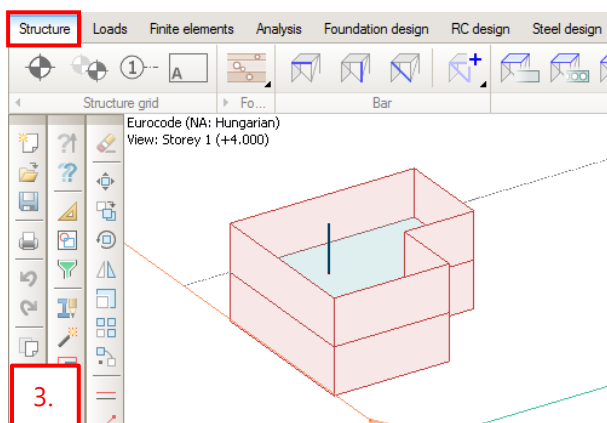 Structure Loads Finite elements Analysis Foundation design RC design Steel design
1 A
Structure grid Fo... Bar
Eurocode (NA: Hungarian)
View: Storey 1 (+4.000)
3.